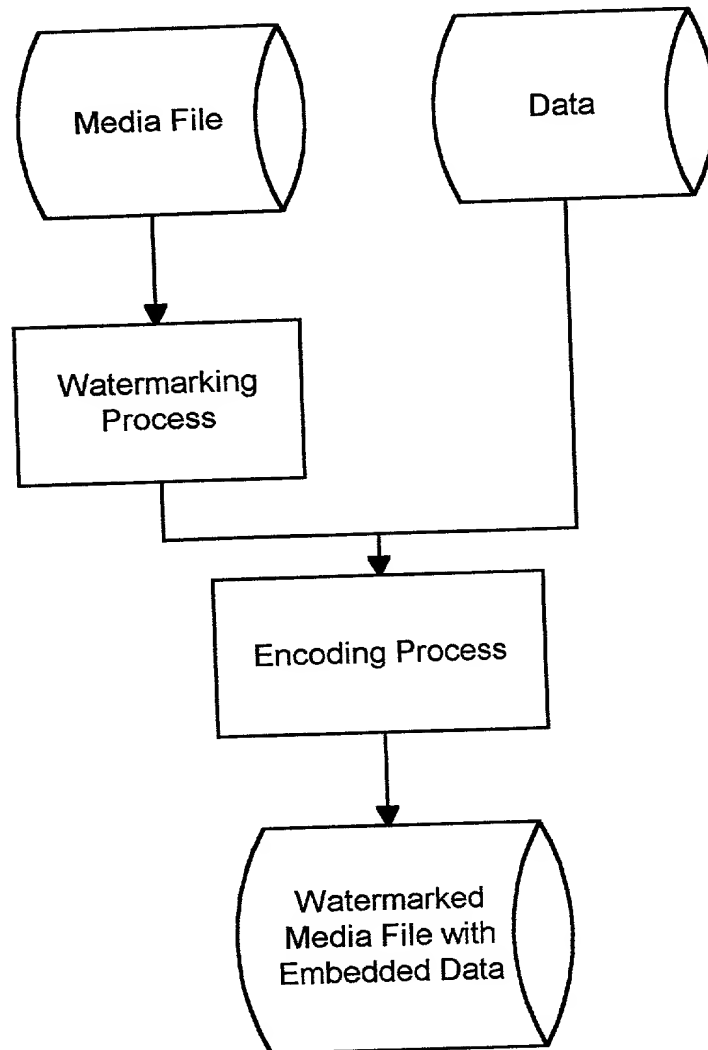 Media File
Data
Watermarking
Process
Encoding Process
Watermarked
Media File with
Embedded Data